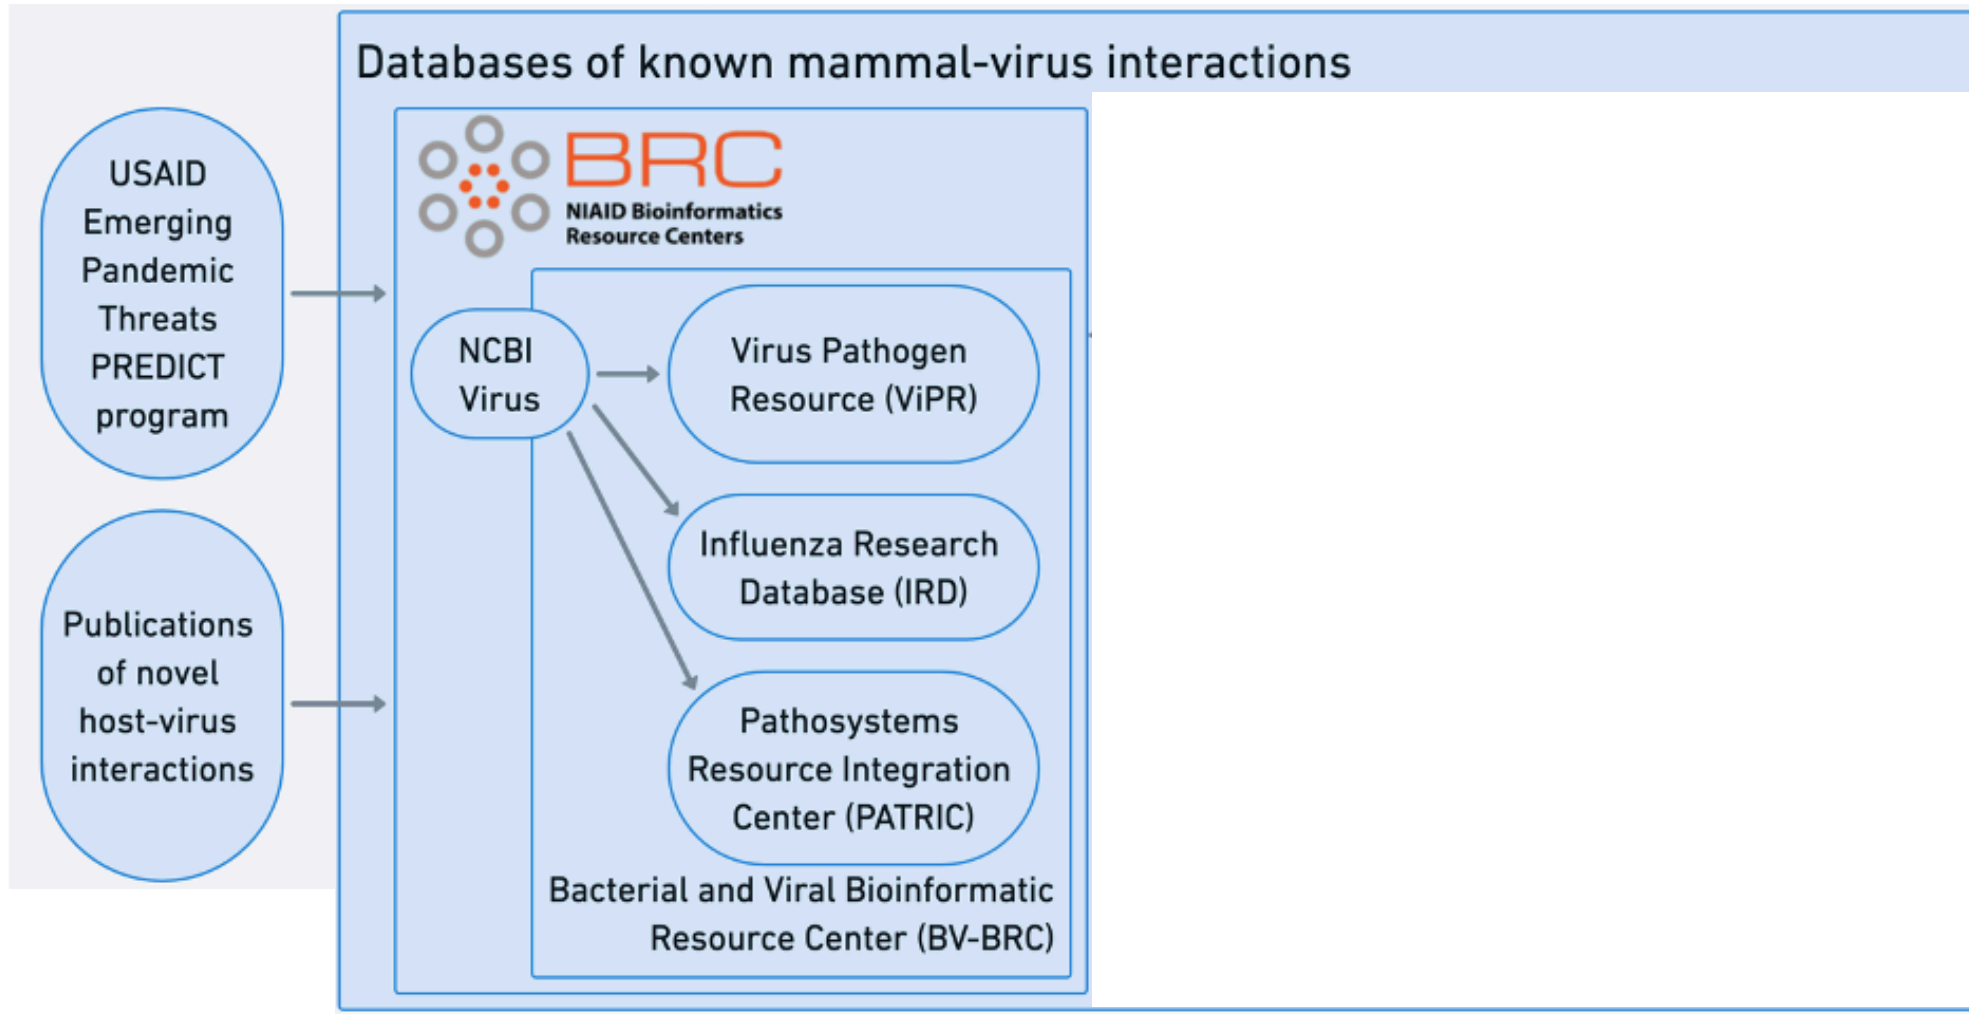 Databases of known mammal-virus interactions
USAID
Emerging
Pandemic
Threats
PREDICT
program
Publications
of novel
host-virus
interactions
BRC
NIAID Bioinformatics
Resource Centers
NCBI
Virus
Virus Pathogen
Resource (ViPR)
Influenza Research
Database (IRD)
Pathosystems
Resource Integration
Center (PATRIC)
Bacterial and Viral Bioinformatic
Resource Center (BV-BRC)